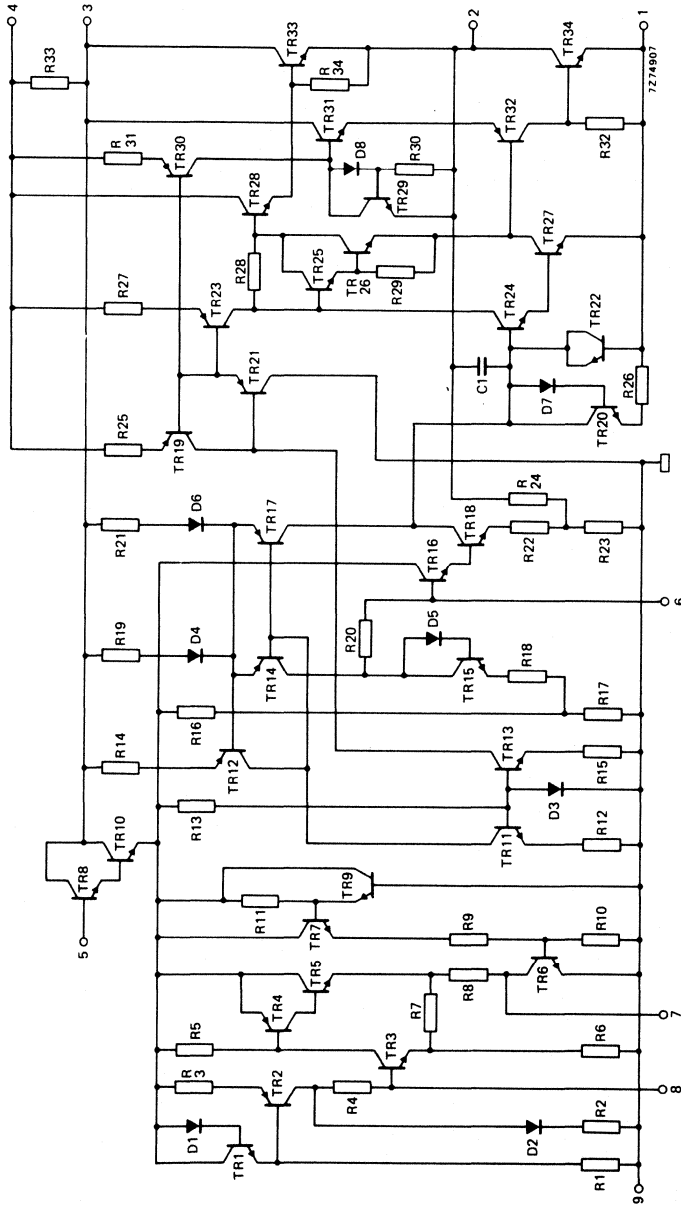 4
R25
R27
R
31
R33
3
5
TR8
TR10
R14
R19
R21
TR19
TR30
D1
R
3
R5
TR1
TR2
TR4
TR5
R11
TR7
TR9
R13
R16
D4
D6
TR12
TR14
TR17
TR21
TR23
R28
TR28
TR33
R
34
TR25
TR
26
R29
TR31
D8
TR29
R30
R4
TR3
R7
R8
R9
TR6
R20
D5
TR15
R18
TR16
TR18
R22
R
24
C1
TR24
TR27
TR32
2
D2
TR11
TR13
D3
D7
TR20
TR22
TR34
R1
R2
R6
R10
R12
R15
R17
R23
R26
R32
9
8
7
6
1
7Z74907